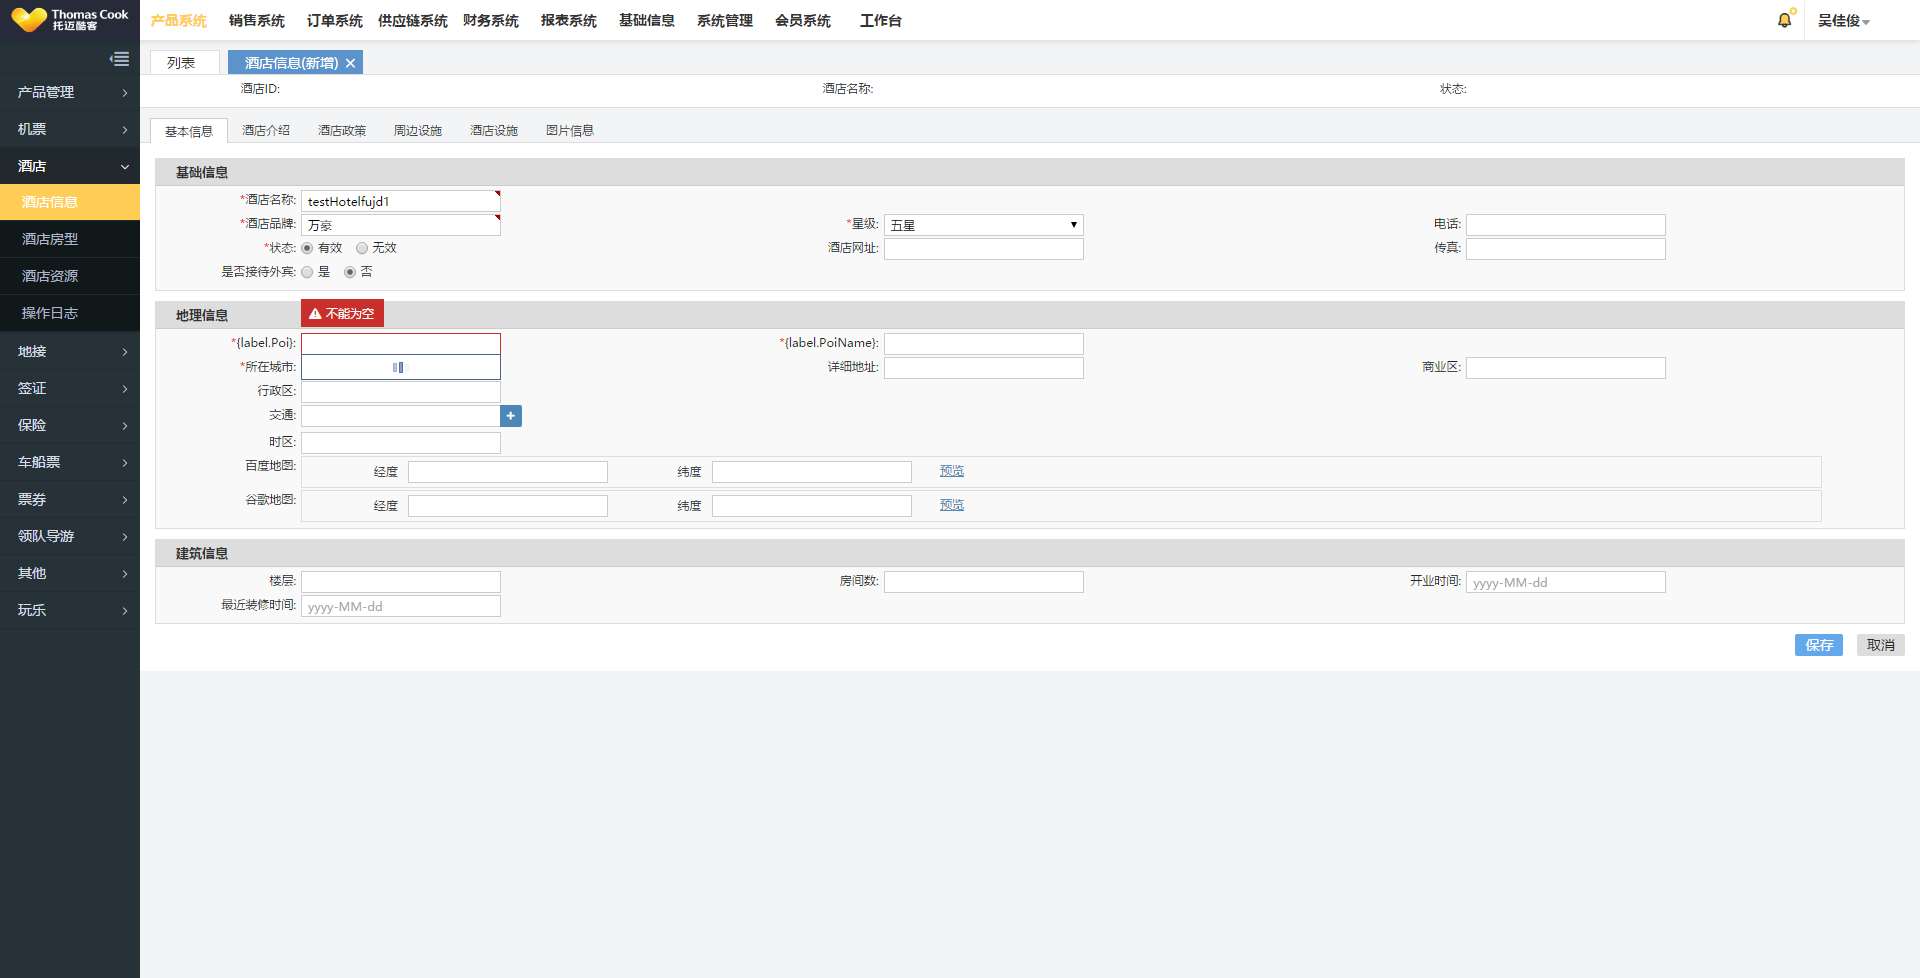 Thomas Cook
托迈酷客
产品系统 销售系统 订单系统 供应链系统 财务系统 报表系统 基础信息 系统管理 会员系统 工作台
吴佳俊
产品管理
机票
酒店
酒店信息
酒店房型
酒店资源
操作日志
地接
签证
保险
车船票
票券
领队导游
其他
玩乐
列表 酒店信息(新增)
酒店ID: 酒店名称: 状态:
基本信息 酒店介绍 酒店政策 周边设施 酒店设施 图片信息
基础信息
*酒店名称: testHotelfujd1
*酒店品牌: 万豪 *星级: 五星 电话:
*状态: 有效 无效 酒店网址: 传真:
是否接待外宾: 是 否
地理信息 不能为空
*{label.Poi}: *{label.PoiName}:
*所在城市: 详细地址: 商业区:
行政区:
交通:
时区:
百度地图: 经度 纬度 预览
谷歌地图: 经度 纬度 预览
建筑信息
楼层: 房间数: 开业时间: yyyy-MM-dd
最近装修时间: yyyy-MM-dd
保存 取消